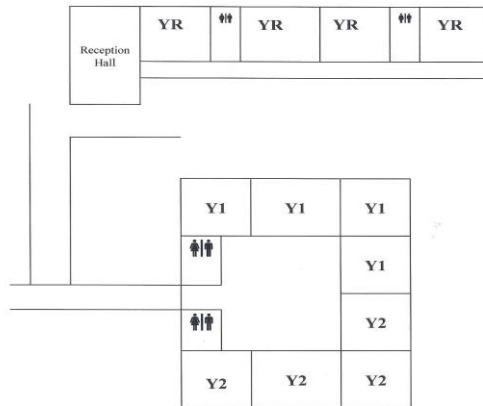 YR YR YR YR
Reception
Hall
Y1 Y1 Y1
Y1
Y2
Y2 Y2 Y2